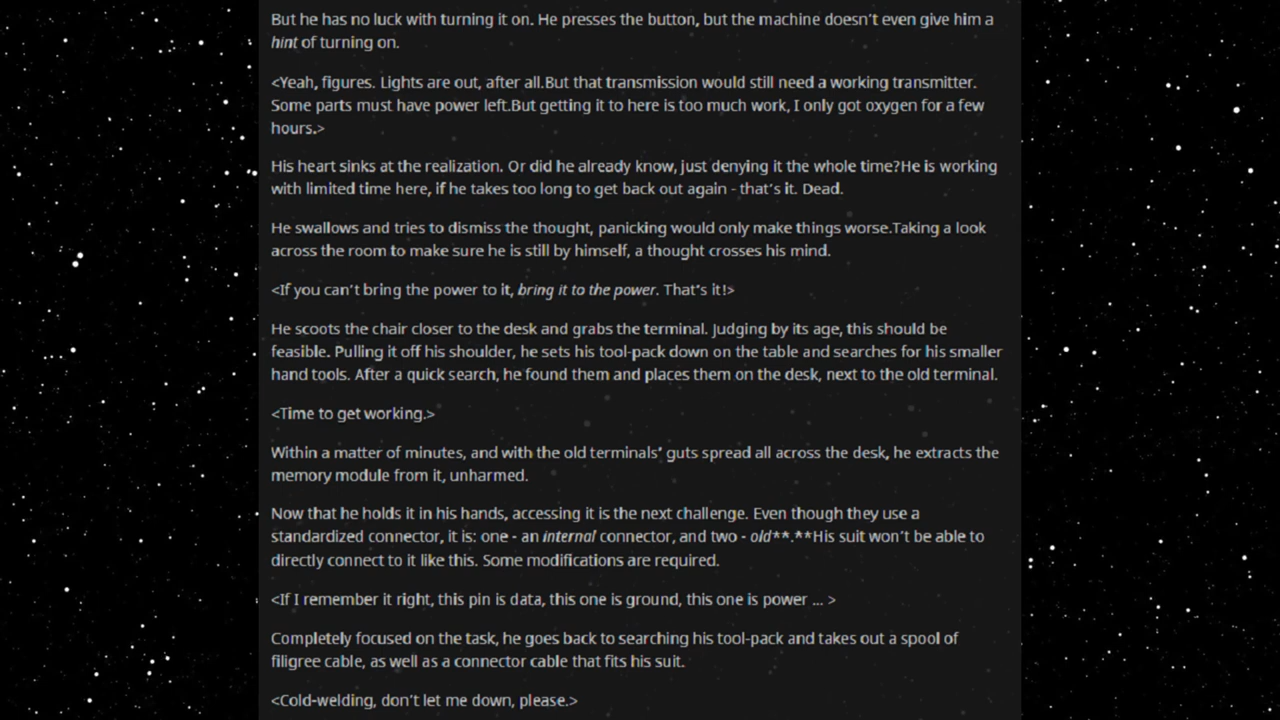 But he has no luck with turning it on. He presses the button, but the machine doesn't even give him a
hint of turning on.
<Yeah, figures. Lights are out, after all.But that transmission would still need a working transmitter.
Some parts must have power left.But getting it to here is too much work, I only got oxygen for a few
hours.>
His heart sinks at the realization. Or did he already know, just denying it the whole time?He is working
with limited time here, if he takes too long to get back out again - that's it. Dead.
He swallows and tries to dismiss the thought, panicking would only make things worse.Taking a look
across the room to make sure he is still by himself, a thought crosses his mind.
<If you can't bring the power to it, bring it to the power. That's it!>
He scoots the chair closer to the desk and grabs the terminal. Judging by its age, this should be
feasible. Pulling it off his shoulder, he sets his tool-pack down on the table and searches for his smaller
hand tools. After a quick search, he found them and places them on the desk, next to the old terminal.
<Time to get working.>
Within a matter of minutes, and with the old terminals' guts spread all across the desk, he extracts the
memory module from it, unharmed.
Now that he holds it in his hands, accessing it is the next challenge. Even though they use a
standardized connector, it is: one - an internal connector, and two - old**.**His suit won't be able to
directly connect to it like this. Some modifications are required.
<If I remember it right, this pin is data, this one is ground, this one is power ... >
Completely focused on the task, he goes back to searching his tool-pack and takes out a spool of
filigree cable, as well as a connector cable that fits his suit.
<Cold-welding, don't let me down, please.>